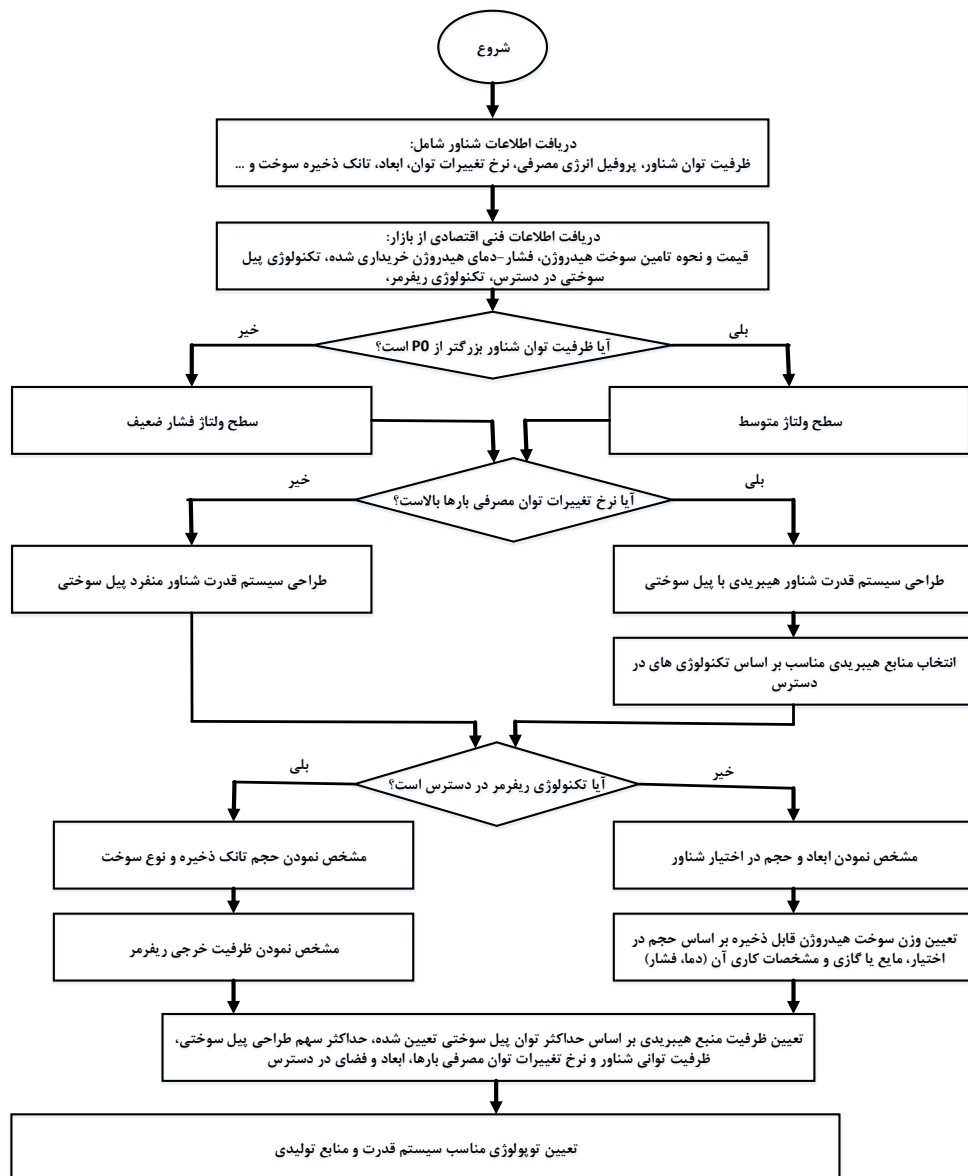 شروع
دریافت اطلاعات شناور شامل:
ظرفیت توان شناور، پروفیل انرژی مصرفی، نرخ تغییرات توان، ابعاد، تانک ذخیره سوخت و ...
دریافت اطلاعات فنی اقتصادی از بازار:
قیمت و نحوه تامین سوخت هیدروژن، فشار-دمای هیدروژن خریداری شده، تکنولوژی پیل
سوختی در دسترس، تکنولوژی ریفرمر،
آیا ظرفیت توان شناور بزرگتر از P0 است؟
بلی
خیر
سطح ولتاژ متوسط
سطح ولتاژ فشار ضعیف
آیا نرخ تغییرات توان مصرفی بارها بالاست؟
بلی
خیر
طراحی سیستم قدرت شناور هیبریدی با پیل سوختی
طراحی سیستم قدرت شناور منفرد پیل سوختی
انتخاب منابع هیبریدی مناسب بر اساس تکنولوژی های در
دسترس
آیا تکنولوژی ریفرمر در دسترس است؟
خیر
بلی
مشخص نمودن ابعاد و حجم در اختیار شناور
مشخص نمودن حجم تانک ذخیره و نوع سوخت
تعیین وزن سوخت هیدروژن قابل ذخیره بر اساس حجم در
اختیار، مایع یا گازی و مشخصات کاری آن (دما، فشار)
مشخص نمودن ظرفیت خرجی ریفرمر
تعیین ظرفیت منبع هیبریدی بر اساس حداکثر توان پیل سوختی تعیین شده، حداکثر سهم طراحی پیل سوختی،
ظرفیت توانی شناور و نرخ تغییرات توان مصرفی بارها، ابعاد و فضای در دسترس
تعیین توپولوژی مناسب سیستم قدرت و منابع تولیدی